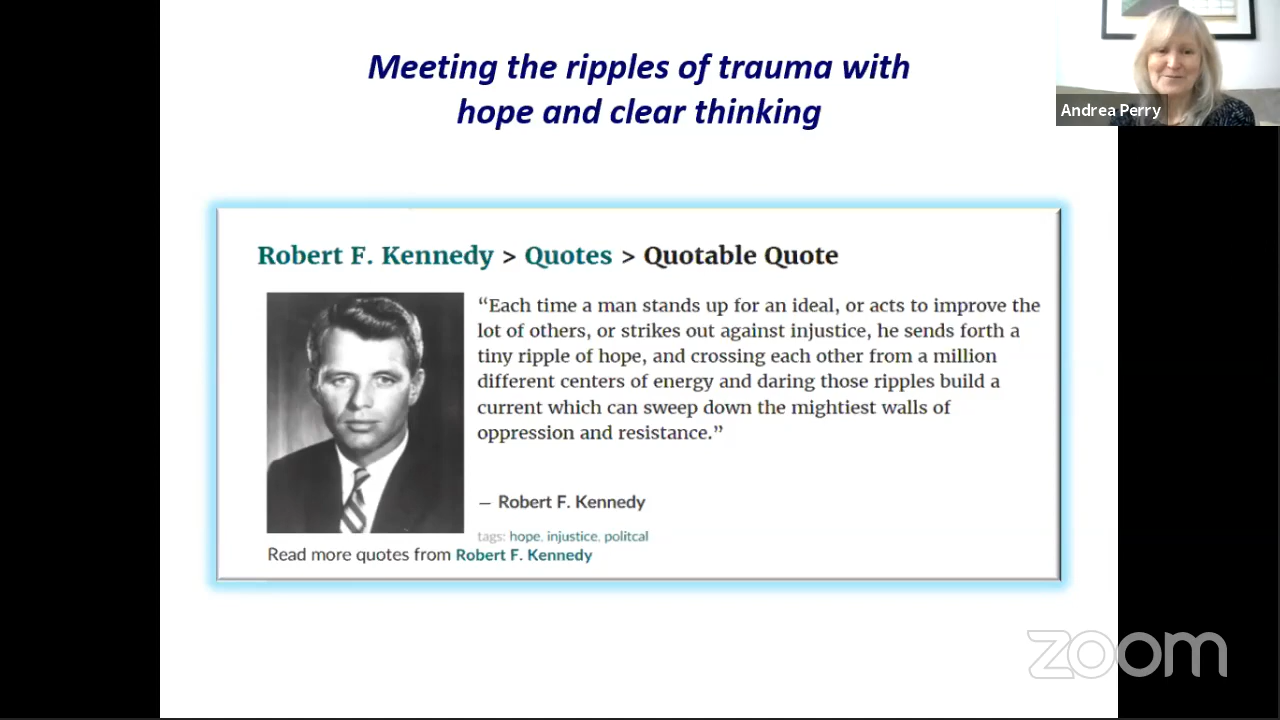 Meeting the ripples of trauma with
hope and clear thinking
Andrea Perry
Robert F. Kennedy > Quotes > Quotable Quote
“Each time a man stands up for an ideal, or acts to improve the
lot of others, or strikes out against injustice, he sends forth a
tiny ripple of hope, and crossing each other from a million
different centers of energy and daring those ripples build a
current which can sweep down the mightiest walls of
oppression and resistance.”
— Robert F. Kennedy
tags: hope, injustice, politcal
Read more quotes from Robert F. Kennedy
zoom